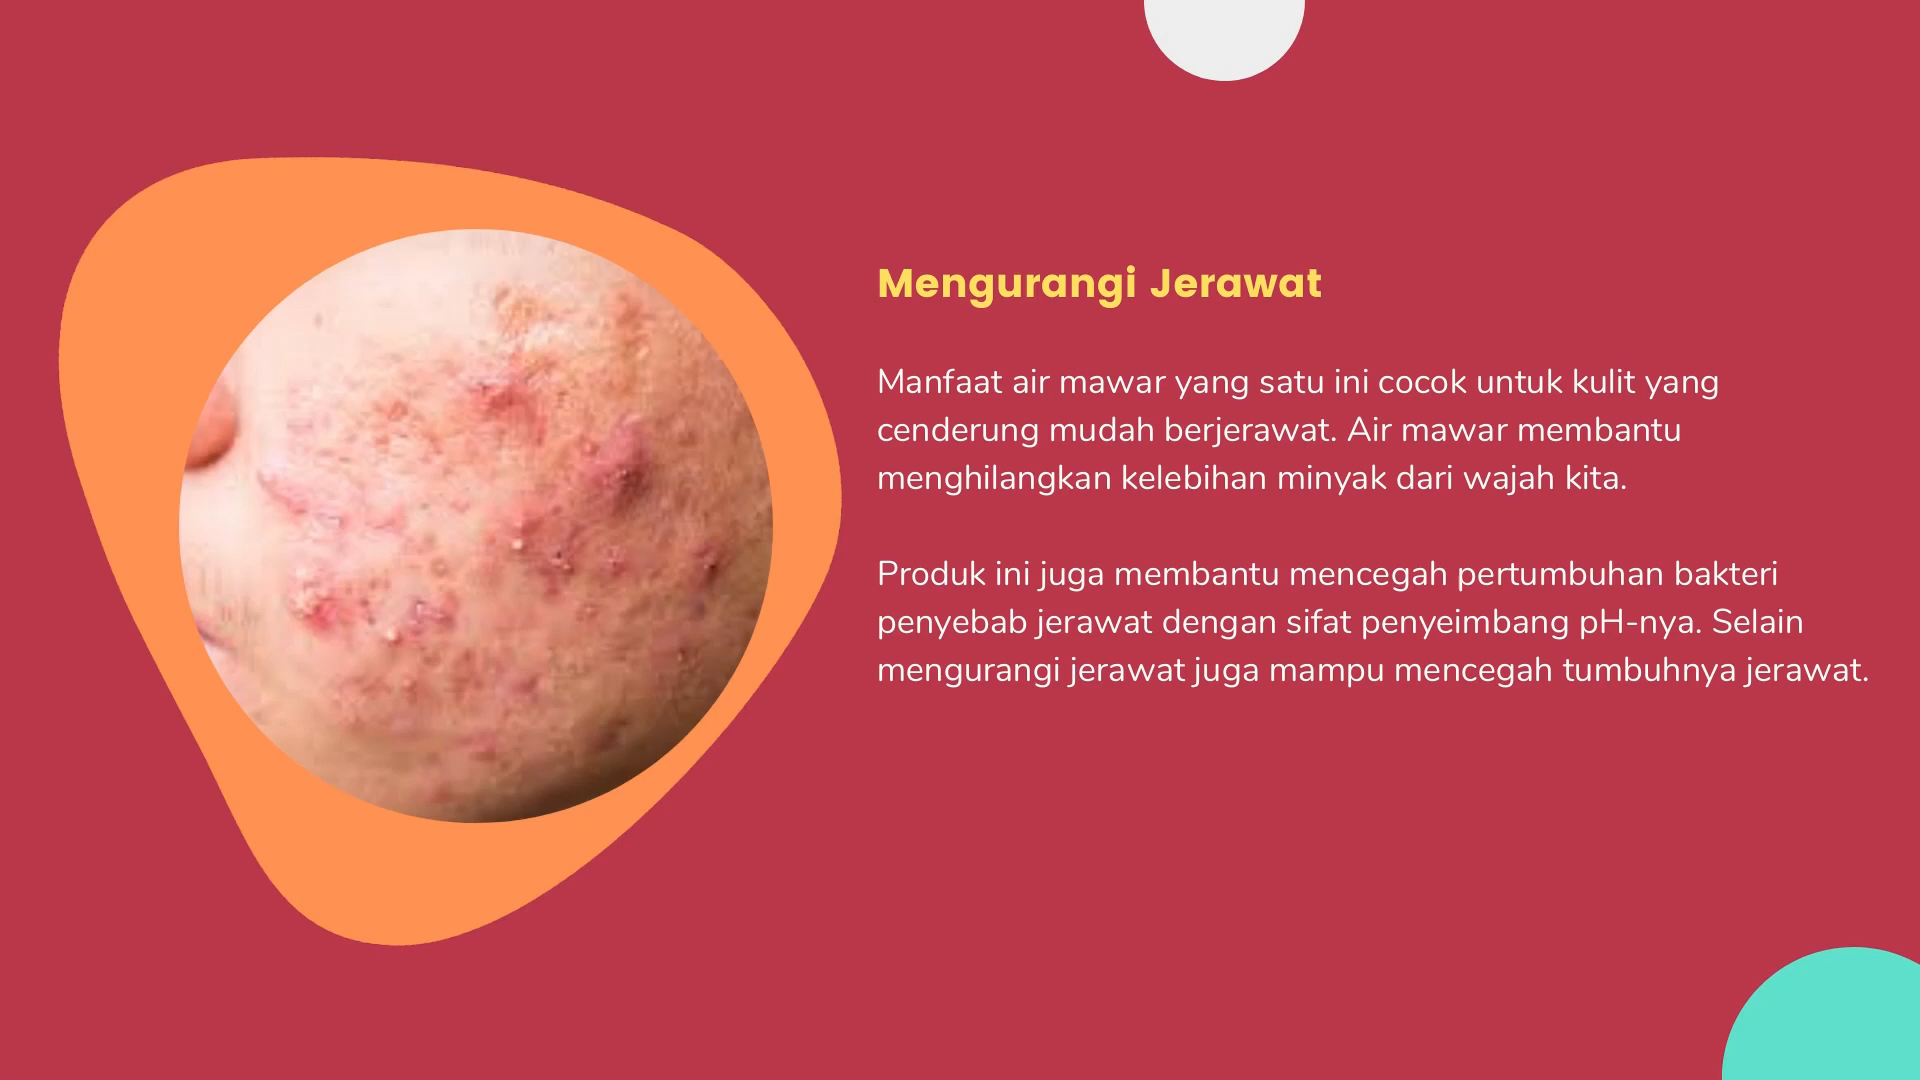 Mengurangi Jerawat
Manfaat air mawar yang satu ini cocok untuk kulit yang
cenderung mudah berjerawat. Air mawar membantu
menghilangkan kelebihan minyak dari wajah kita.
Produk ini juga membantu mencegah pertumbuhan bakteri
penyebab jerawat dengan sifat penyeimbang pH-nya. Selain
mengurangi jerawat juga mampu mencegah tumbuhnya jerawat.